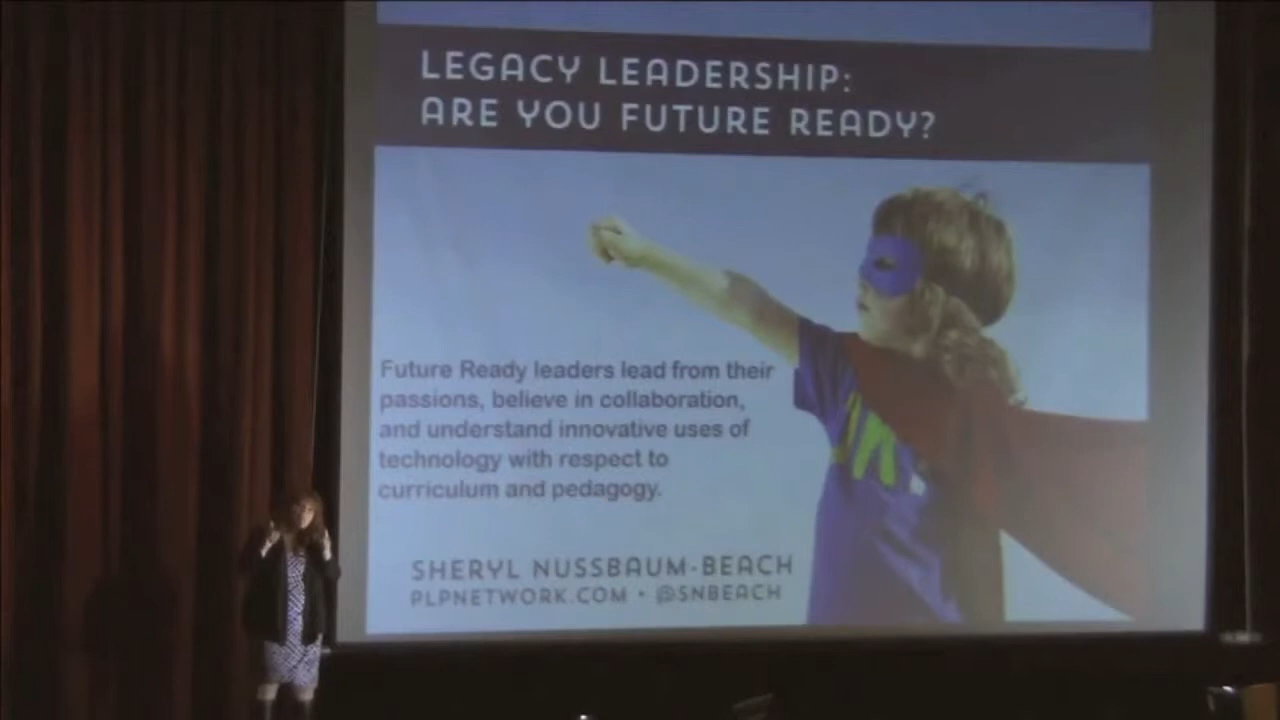 LEGACY LEADERSHIP:
ARE YOU FUTURE READY?
Future Ready leaders lead from their
passions, believe in collaboration,
and understand innovative uses of
technology with respect to
curriculum and pedagogy.
SHERYL NUSSBAUM-BEACH
PLPNETWORK.COM • @SNBEACH